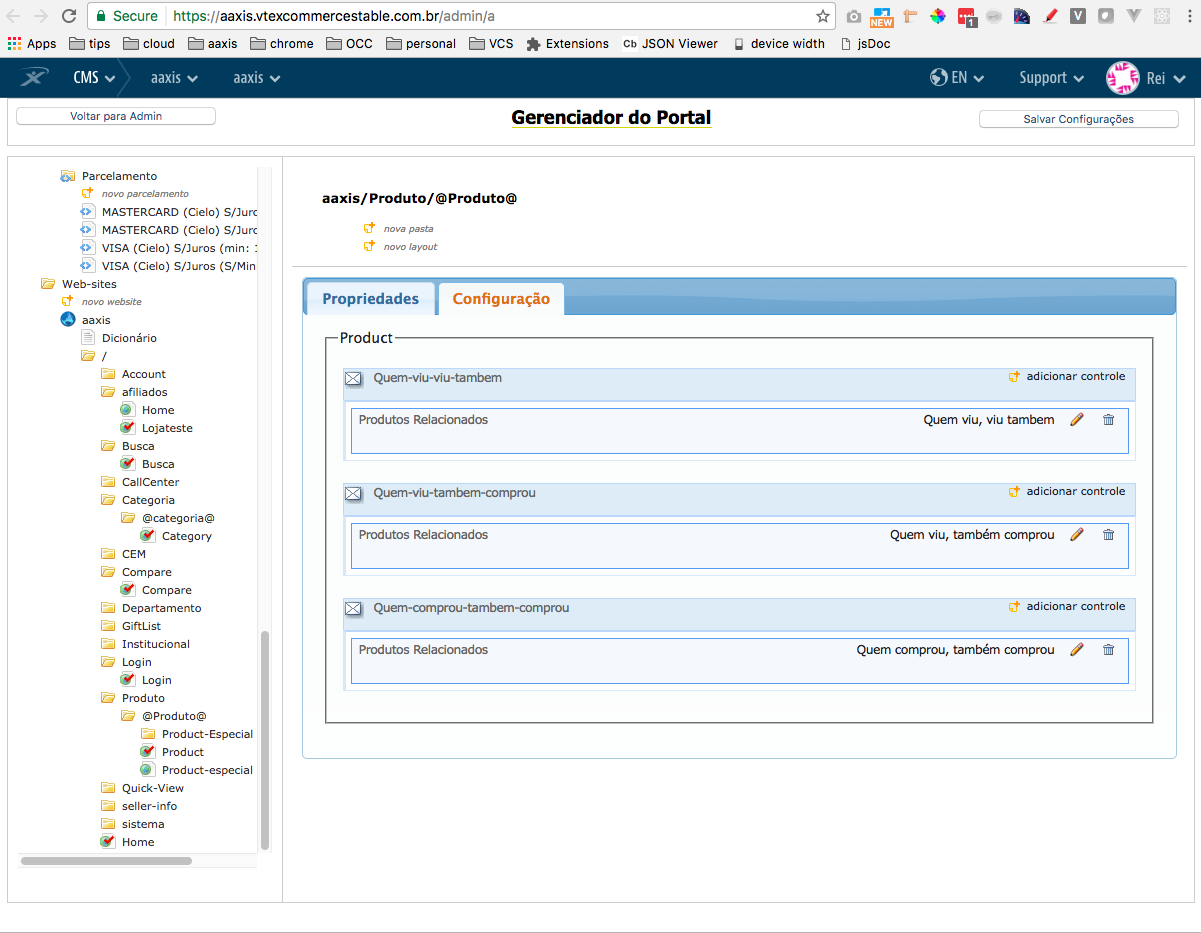 Secure https://aaxis.vtexcommercestable.com.br/admin/a
NEW
1
V
Apps tips cloud aaxis chrome OCC personal VCS Extensions Cb JSON Viewer device width jsDoc
CMS aaxis aaxis EN Support Rei
Voltar para Admin
Gerenciador do Portal
Salvar Configurações
Parcelamento
novo parcelamento
MASTERCARD (Cielo) S/Juro
MASTERCARD (Cielo) S/Juro
VISA (Cielo) S/Juros (min: 1
VISA (Cielo) S/Juros (S/Min
Web-sites
novo website
aaxis
Dicionário
/
Account
afiliados
Home
Lojateste
Busca
Busca
CallCenter
Categoria
@categoria@
Category
CEM
Compare
Compare
Departamento
GiftList
Institucional
Login
Login
Produto
@Produto@
Product-Especial
Product
Product-especial
Quick-View
seller-info
sistema
Home
aaxis/Produto/@Produto@
nova pasta
novo layout
Propriedades Configuração
Product
Quem-viu-viu-tambem adicionar controle
Produtos Relacionados Quem viu, viu tambem
Quem-viu-tambem-comprou adicionar controle
Produtos Relacionados Quem viu, também comprou
Quem-comprou-tambem-comprou adicionar controle
Produtos Relacionados Quem comprou, também comprou